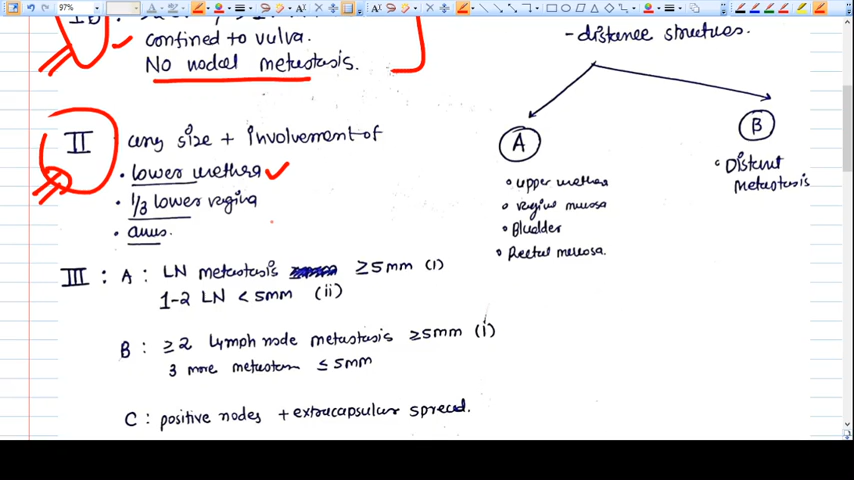 97%
confined to vulva.
No nodal metastasis.
II any size + involvement of
• lower urethra
• 1/3 lower vagina
• anus.
III : A : LN metastasis ≥5mm (i)
1-2 LN < 5mm (ii)
B : ≥2 Lymph node metastasis ≥5mm (i)
3 more metastasis ≤ 5mm
C : positive nodes + extracapsular spread.
- distance structures.
A
• upper urethra
• vagina mucosa
• Bladder
• Rectal mucosa.
B
• Distant
metastasis